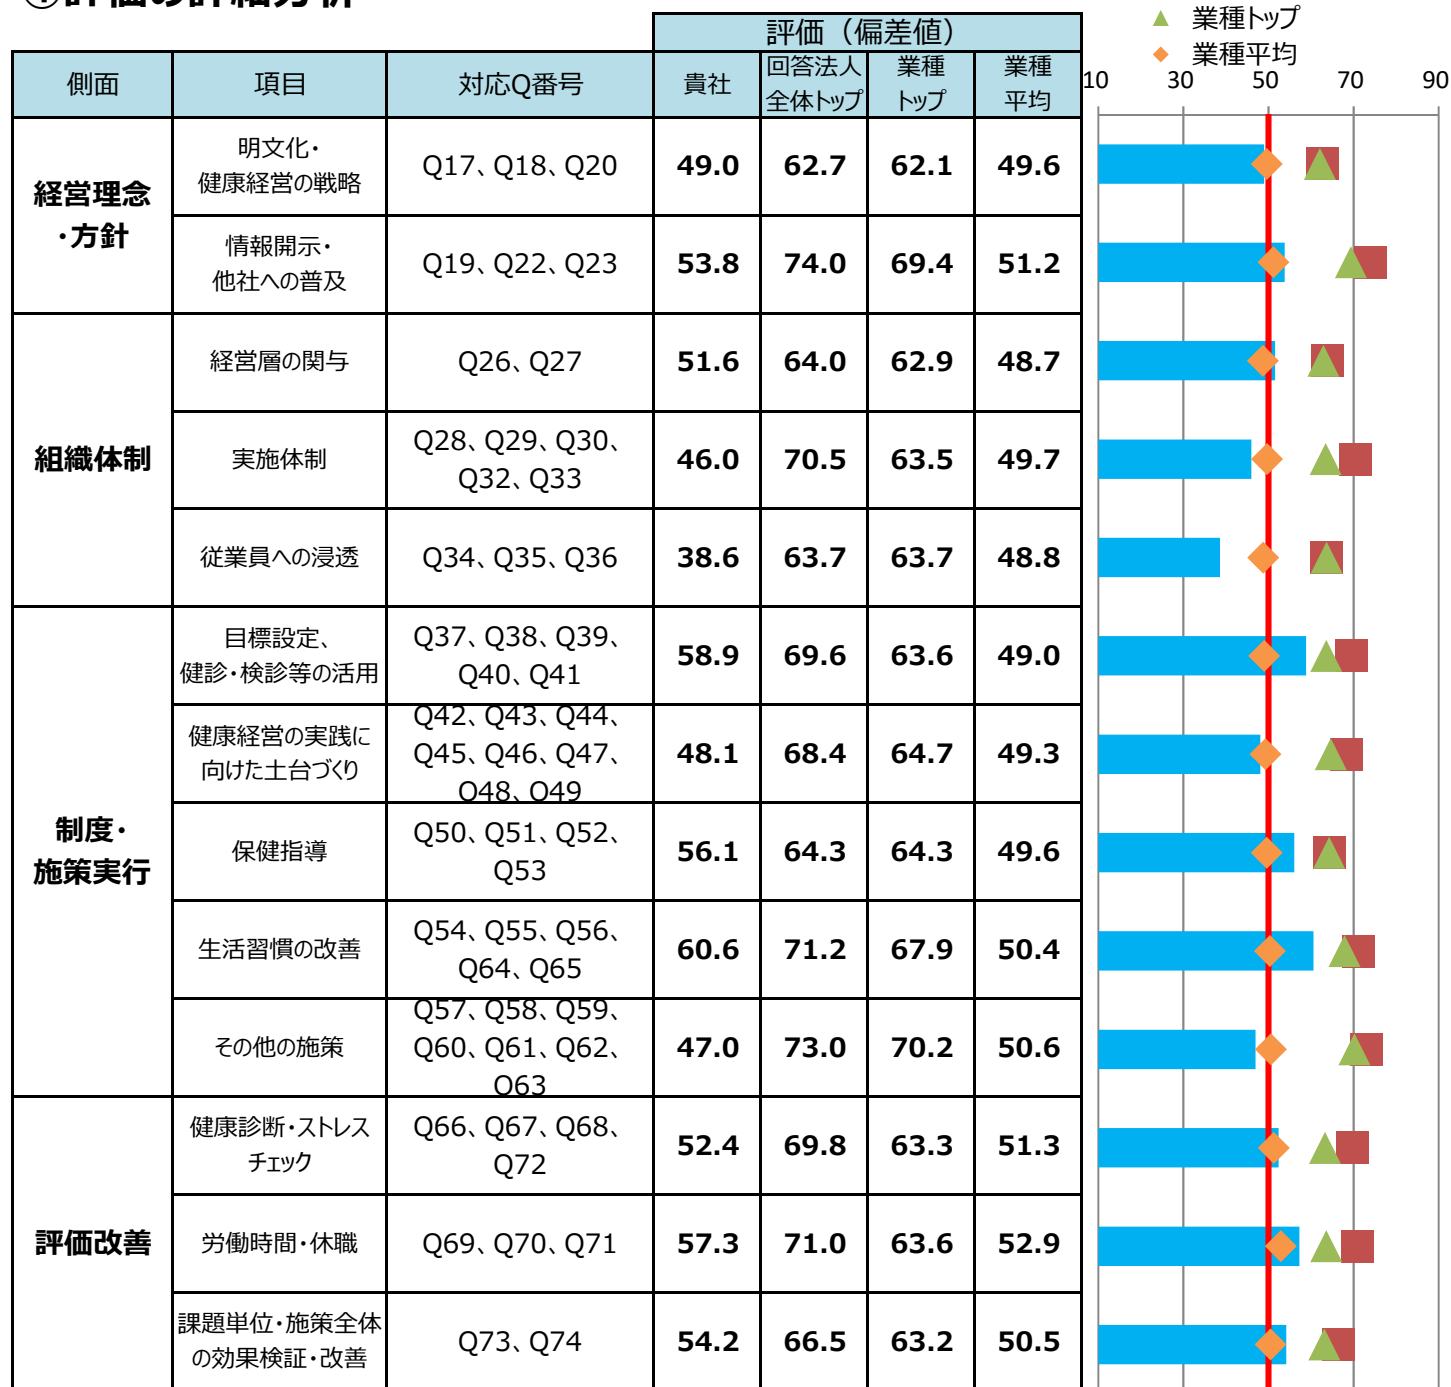 ①評価の詳細分析
▲ 業種トップ
◆ 業種平均
評価（偏差値）
側面 項目 対応Q番号 貴社 回答法人 業種 業種
全体トップ トップ 平均
10 30 50 70 90
経営理念
・方針
明文化・
健康経営の戦略
Q17、Q18、Q20 49.0 62.7 62.1 49.6
情報開示・
他社への普及
Q19、Q22、Q23 53.8 74.0 69.4 51.2
組織体制
経営層の関与 Q26、Q27 51.6 64.0 62.9 48.7
実施体制
Q28、Q29、Q30、
Q32、Q33
46.0 70.5 63.5 49.7
従業員への浸透 Q34、Q35、Q36 38.6 63.7 63.7 48.8
制度・
施策実行
目標設定、
健診・検診等の活用
Q37、Q38、Q39、
Q40、Q41
58.9 69.6 63.6 49.0
健康経営の実践に
向けた土台づくり
Q42、Q43、Q44、
Q45、Q46、Q47、
Q48、Q49
48.1 68.4 64.7 49.3
保健指導
Q50、Q51、Q52、
Q53
56.1 64.3 64.3 49.6
生活習慣の改善
Q54、Q55、Q56、
Q64、Q65
60.6 71.2 67.9 50.4
その他の施策
Q57、Q58、Q59、
Q60、Q61、Q62、
Q63
47.0 73.0 70.2 50.6
評価改善
健康診断・ストレス
チェック
Q66、Q67、Q68、
Q72
52.4 69.8 63.3 51.3
労働時間・休職 Q69、Q70、Q71 57.3 71.0 63.6 52.9
課題単位・施策全体
の効果検証・改善
Q73、Q74 54.2 66.5 63.2 50.5